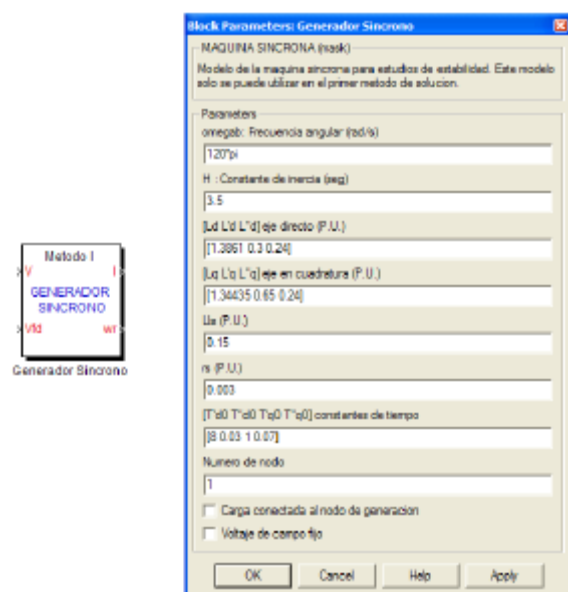 Metodo I
V
I
GENERADOR
SINCRONO
Vfd
wr
Generador Sincrono
Block Parameters: Generador Sincrono
MAQUINA SINCRONA (mask)
Modelo de la maquina sincrona para estudios de estabilidad. Este modelo
solo se puede utilizar en el primer metodo de solucion.
Parameters
omegab: Frecuencia angular (rad/s)
120*pi
H : Constante de inercia (seg)
3.5
[Ld L'd L''d] eje directo (P.U.)
[1.3861 0.3 0.24]
[Lq L'q L''q] eje en cuadratura (P.U.)
[1.34435 0.65 0.24]
Lls (P.U.)
0.15
rs (P.U.)
0.003
[T'd0 T''d0 T'q0 T''q0] constantes de tiempo
[8 0.03 1 0.07]
Numero de nodo
1
Carga conectada al nodo de generacion
Voltaje de campo fijo
OK Cancel Help Apply